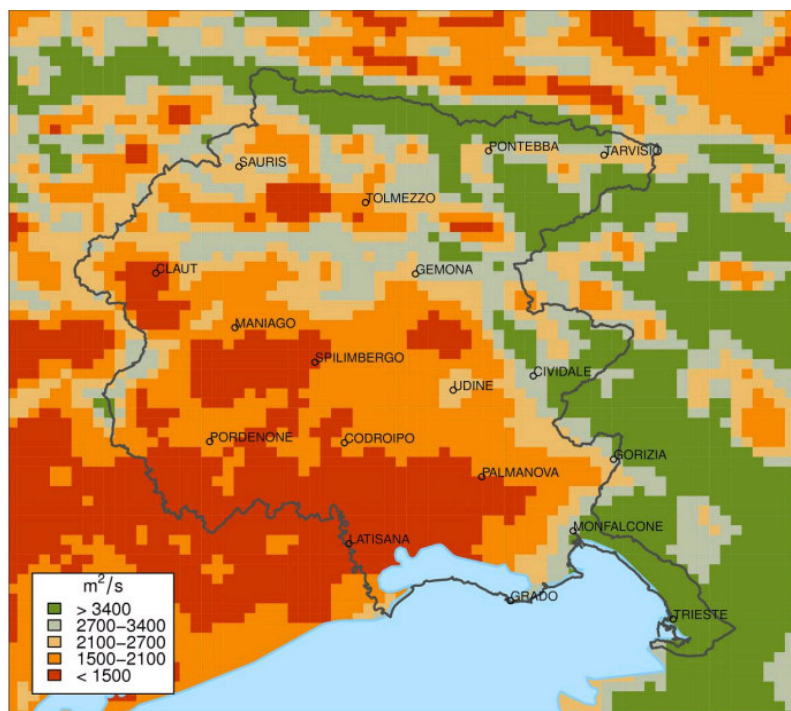 PONTEBBA
TARVISIO
SAURIS
TOLMEZZO
CLAUT
GEMONA
MANIAGO
SPILIMBERGO
CIVIDALE
UDINE
PORDENONE
CODROIPO
GORIZIA
PALMANOVA
MONFALCONE
LATISANA
GRADO
TRIESTE
m²/s
> 3400
2700–3400
2100–2700
1500–2100
< 1500